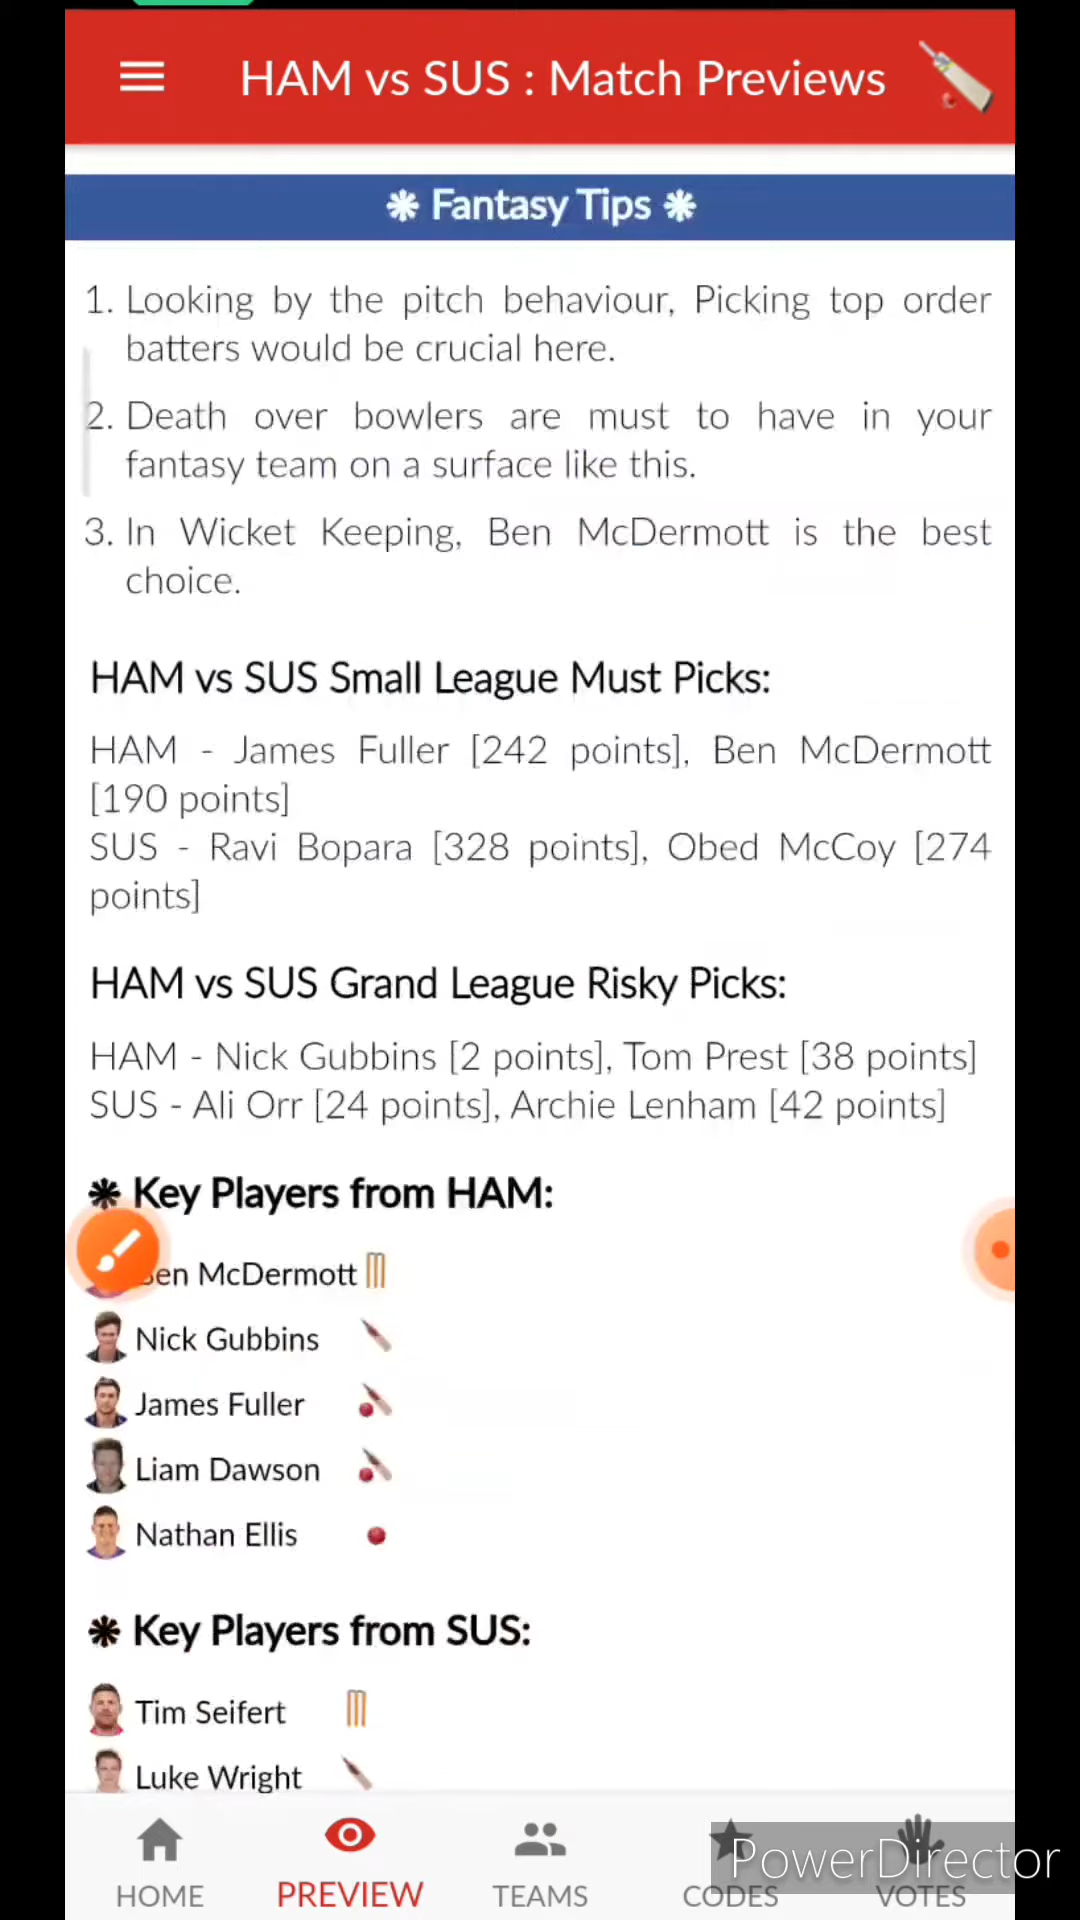 HAM vs SUS : Match Previews
❋ Fantasy Tips ❋
1. Looking by the pitch behaviour, Picking top order
batters would be crucial here.
2. Death over bowlers are must to have in your
fantasy team on a surface like this.
3. In Wicket Keeping, Ben McDermott is the best
choice.
HAM vs SUS Small League Must Picks:
HAM - James Fuller [242 points], Ben McDermott
[190 points]
SUS - Ravi Bopara [328 points], Obed McCoy [274
points]
HAM vs SUS Grand League Risky Picks:
HAM - Nick Gubbins [2 points], Tom Prest [38 points]
SUS - Ali Orr [24 points], Archie Lenham [42 points]
❋ Key Players from HAM:
Ben McDermott
Nick Gubbins
James Fuller
Liam Dawson
Nathan Ellis
❋ Key Players from SUS:
Tim Seifert
Luke Wright
PowerDirector
HOME PREVIEW TEAMS CODES VOTES